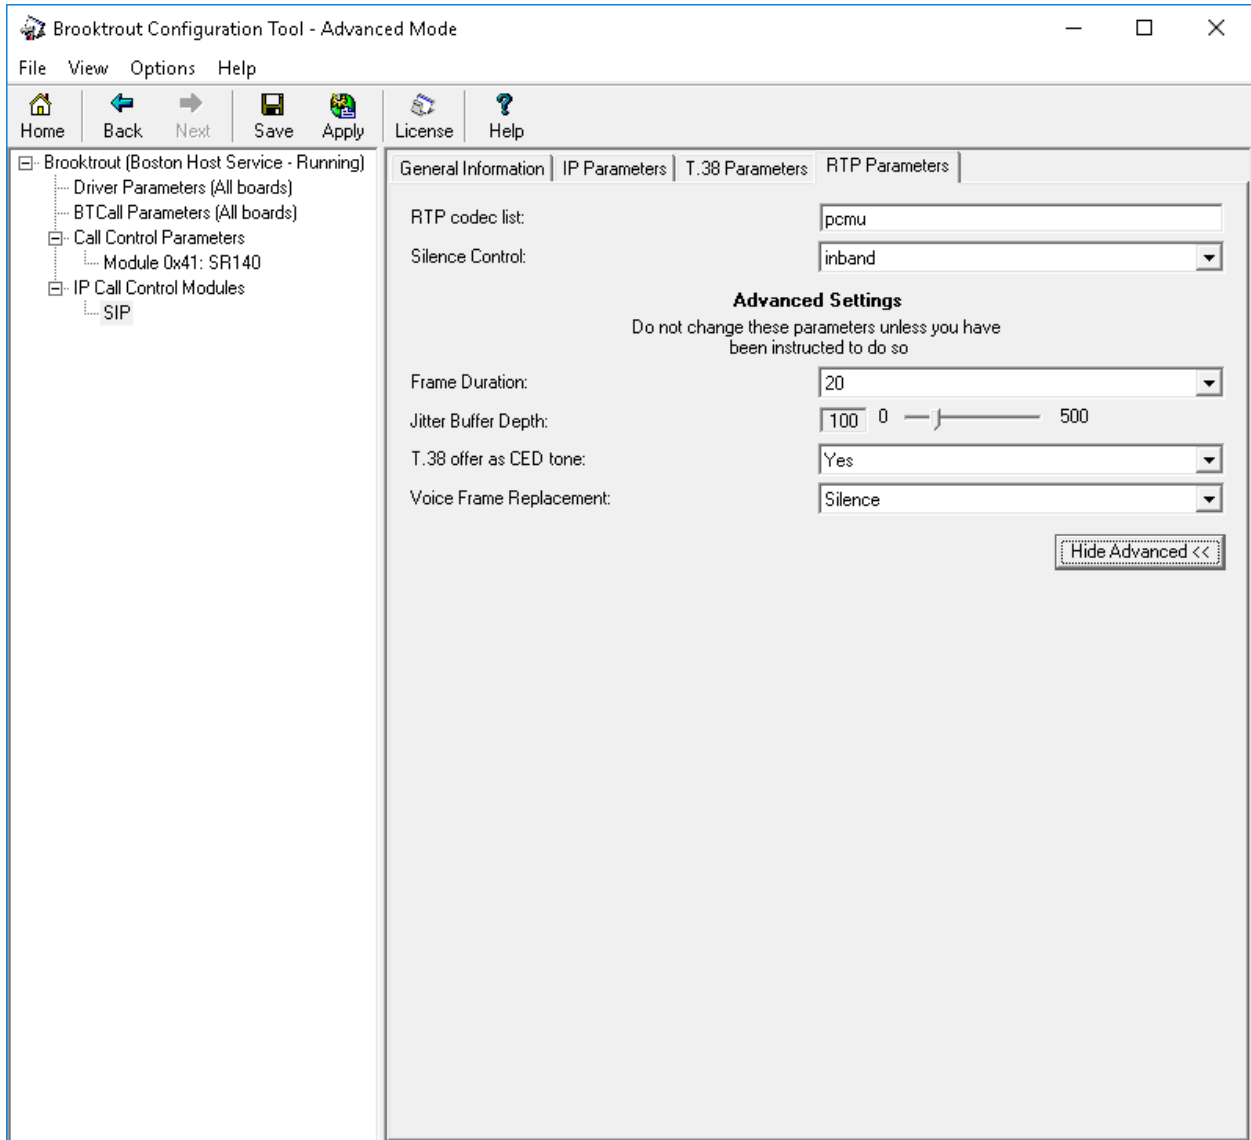 Brooktrout Configuration Tool - Advanced Mode
File View Options Help
Home Back Next Save Apply License Help
Brooktrout (Boston Host Service - Running)
Driver Parameters (All boards)
BTCall Parameters (All boards)
Call Control Parameters
Module 0x41: SR140
IP Call Control Modules
SIP
General Information IP Parameters T.38 Parameters RTP Parameters
RTP codec list: pcmu
Silence Control: inband
Advanced Settings
Do not change these parameters unless you have
been instructed to do so
Frame Duration: 20
Jitter Buffer Depth: 100 0 500
T.38 offer as CED tone: Yes
Voice Frame Replacement: Silence
Hide Advanced <<